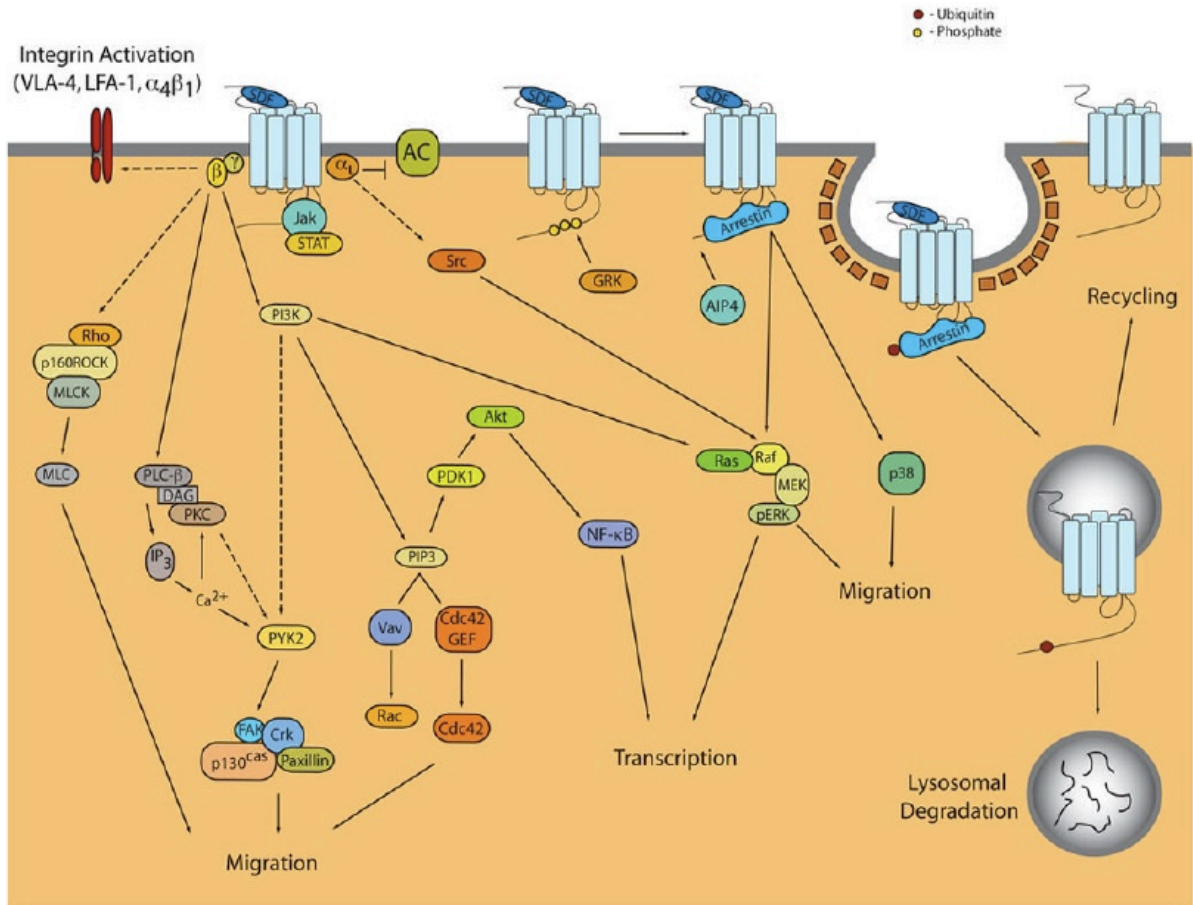 - Ubiquitin
- Phosphate
Integrin Activation
(VLA-4, LFA-1, α4β1)
SDF
SDF
SDF
SDF
AC
β
γ
αi
Jak
STAT
Src
GRK
Arrestin
AIP4
Arrestin
Recycling
PI3K
Rho
p160ROCK
MLCK
MLC
PLC-β
DAG
PKC
IP3
Ca2+
PYK2
FAK
Crk
p130cas
Paxillin
Akt
PDK1
PIP3
Vav
Cdc42
GEF
Rac
Cdc42
NF-κB
Ras
Raf
MEK
pERK
p38
Migration
Transcription
Migration
Lysosomal
Degradation